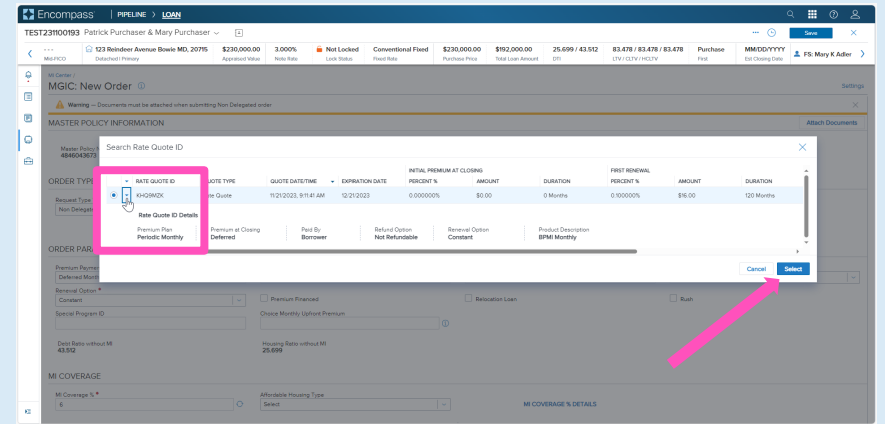 Encompass® | PIPELINE > LOAN
TEST231100193 Patrick Purchaser & Mary Purchaser
Save
--- 123 Reindeer Avenue Bowie MD, 20715 $230,000.00 3.000% Not Locked Conventional Fixed $230,000.00 $192,000.00 25.699 / 43.512 83.478 / 83.478 / 83.478 Purchase MM/DD/YYYY FS: Mary K Adler
Mid-FICO Detached | Primary Appraised Value Note Rate Lock Status Fixed Rate Purchase Price Total Loan Amount DTI LTV / CLTV / HCLTV First Est Closing Date
MI Center /
MGIC: New Order Settings
Warning – Documents must be attached when submitting Non Delegated order
MASTER POLICY INFORMATION Attach Documents
Search Rate Quote ID
Master Policy
4846043673
INITIAL PREMIUM AT CLOSING FIRST RENEWAL
ORDER TYPE
RATE QUOTE ID QUOTE TYPE QUOTE DATE/TIME EXPIRATION DATE PERCENT % AMOUNT DURATION PERCENT % AMOUNT DURATION
KHQ9MZK Quote 11/21/2023, 9:11:41 AM 12/21/2023 0.000000% $0.00 0 Months 0.100000% $16.00 120 Months
Request Type
Non Delegat
Rate Quote ID Details
Premium Plan Premium at Closing Paid By Refund Option Renewal Option Product Description
Periodic Monthly Deferred Borrower Not Refundable Constant BPMI Monthly
ORDER PAR
Premium Paymen
Deferred Month
Cancel Select
Renewal Option *
Constant Premium Financed Relocation Loan Rush
Special Program ID Choice Monthly Upfront Premium
Debt Ratio without MI Housing Ratio without MI
43.512 25.699
MI COVERAGE
MI Coverage % * Affordable Housing Type
6 Select MI COVERAGE % DETAILS